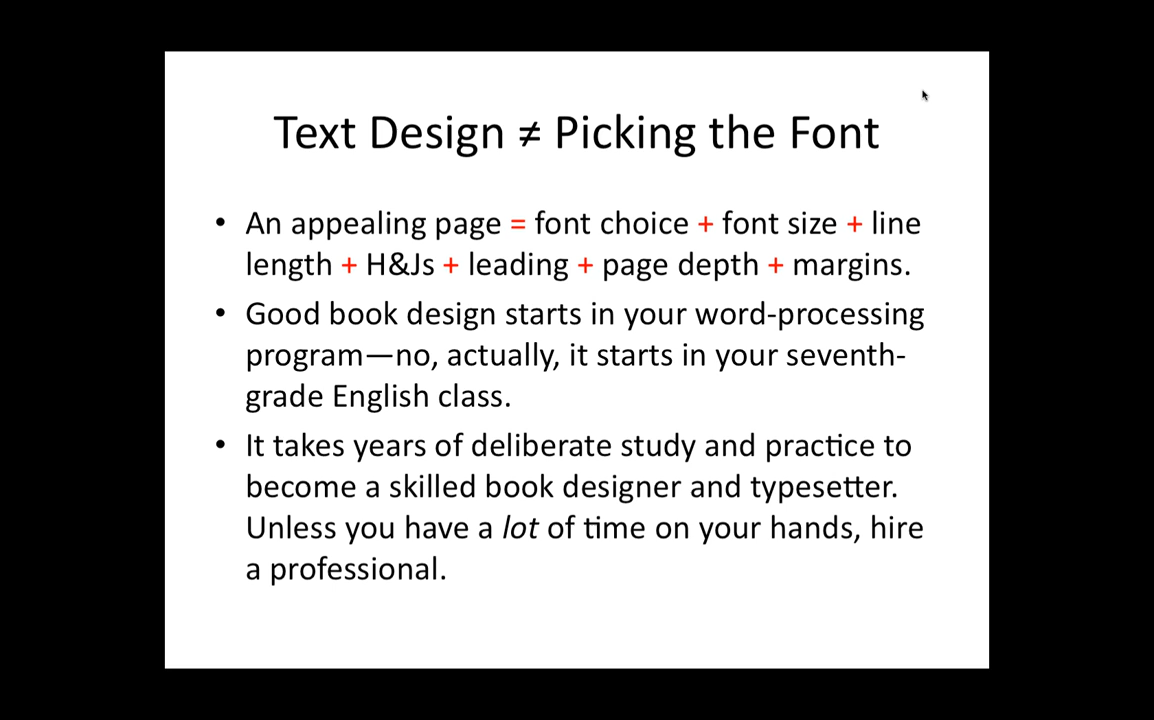 Text Design ≠ Picking the Font
• An appealing page = font choice + font size + line
length + H&Js + leading + page depth + margins.
• Good book design starts in your word-processing
program—no, actually, it starts in your seventh-
grade English class.
• It takes years of deliberate study and practice to
become a skilled book designer and typesetter.
Unless you have a lot of time on your hands, hire
a professional.